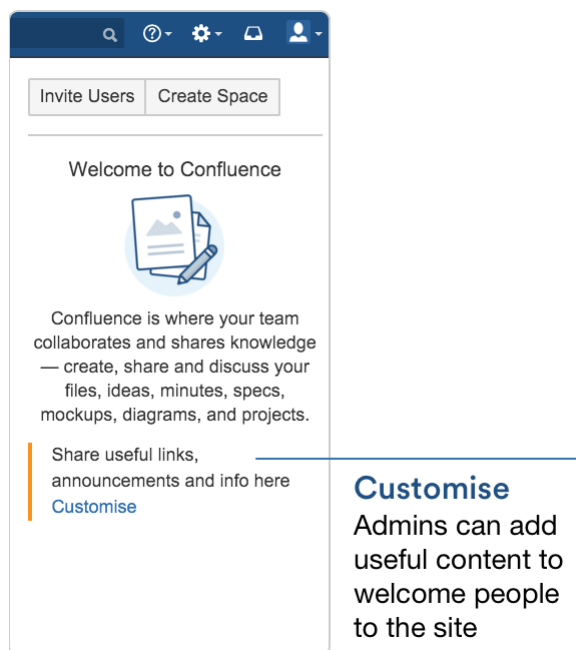 Invite Users Create Space
Welcome to Confluence
Confluence is where your team
collaborates and shares knowledge
— create, share and discuss your
files, ideas, minutes, specs,
mockups, diagrams, and projects.
Share useful links,
announcements and info here
Customise
Customise
Admins can add
useful content to
welcome people
to the site